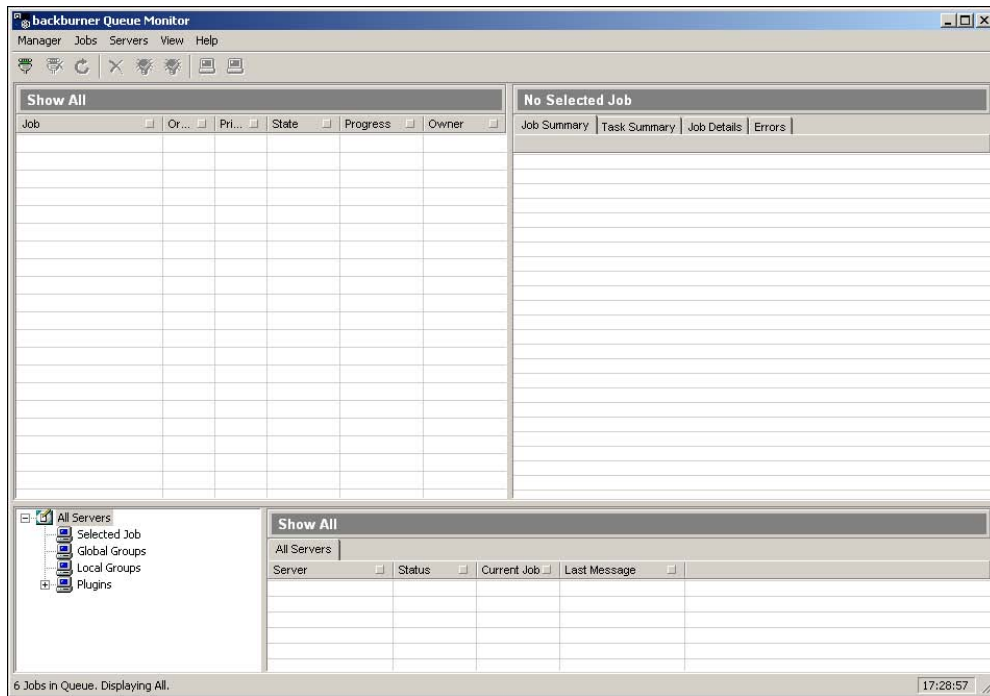 backburner Queue Monitor
Manager Jobs Servers View Help
Show All
Job Or... Pri... State Progress Owner
No Selected Job
Job Summary Task Summary Job Details Errors
All Servers
Selected Job
Global Groups
Local Groups
Plugins
Show All
All Servers
Server Status Current Job Last Message
6 Jobs in Queue. Displaying All.
17:28:57